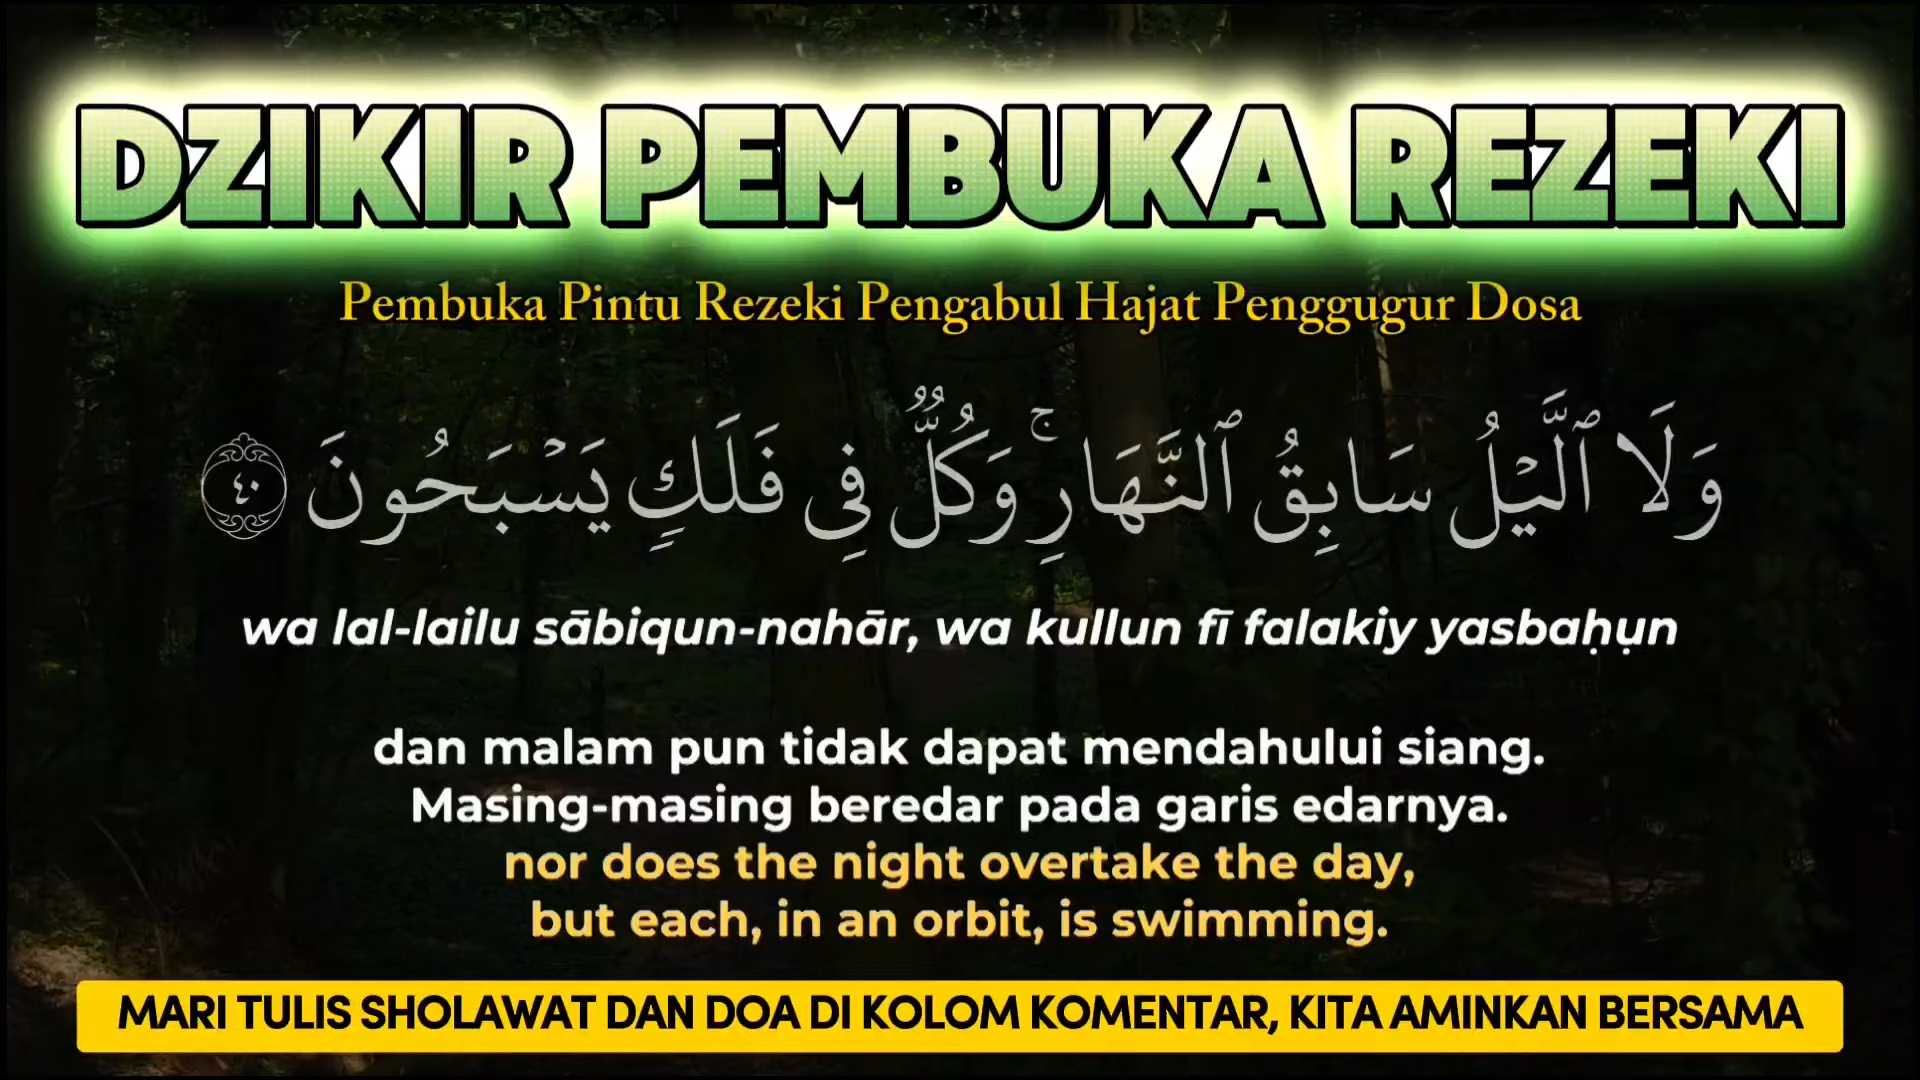 DZIKIR PEMBUKA REZEKI
Pembuka Pintu Rezeki Pengabul Hajat Penggugur Dosa
وَلَا ٱلَّيْلُ سَابِقُ ٱلنَّهَارِ ۚ وَكُلٌّ فِى فَلَكٍ يَسْبَحُونَ ٤٠
wa lal-lailu sābiqun-nahār, wa kullun fī falakiy yasbaḥụn
dan malam pun tidak dapat mendahului siang.
Masing-masing beredar pada garis edarnya.
nor does the night overtake the day,
but each, in an orbit, is swimming.
MARI TULIS SHOLAWAT DAN DOA DI KOLOM KOMENTAR, KITA AMINKAN BERSAMA